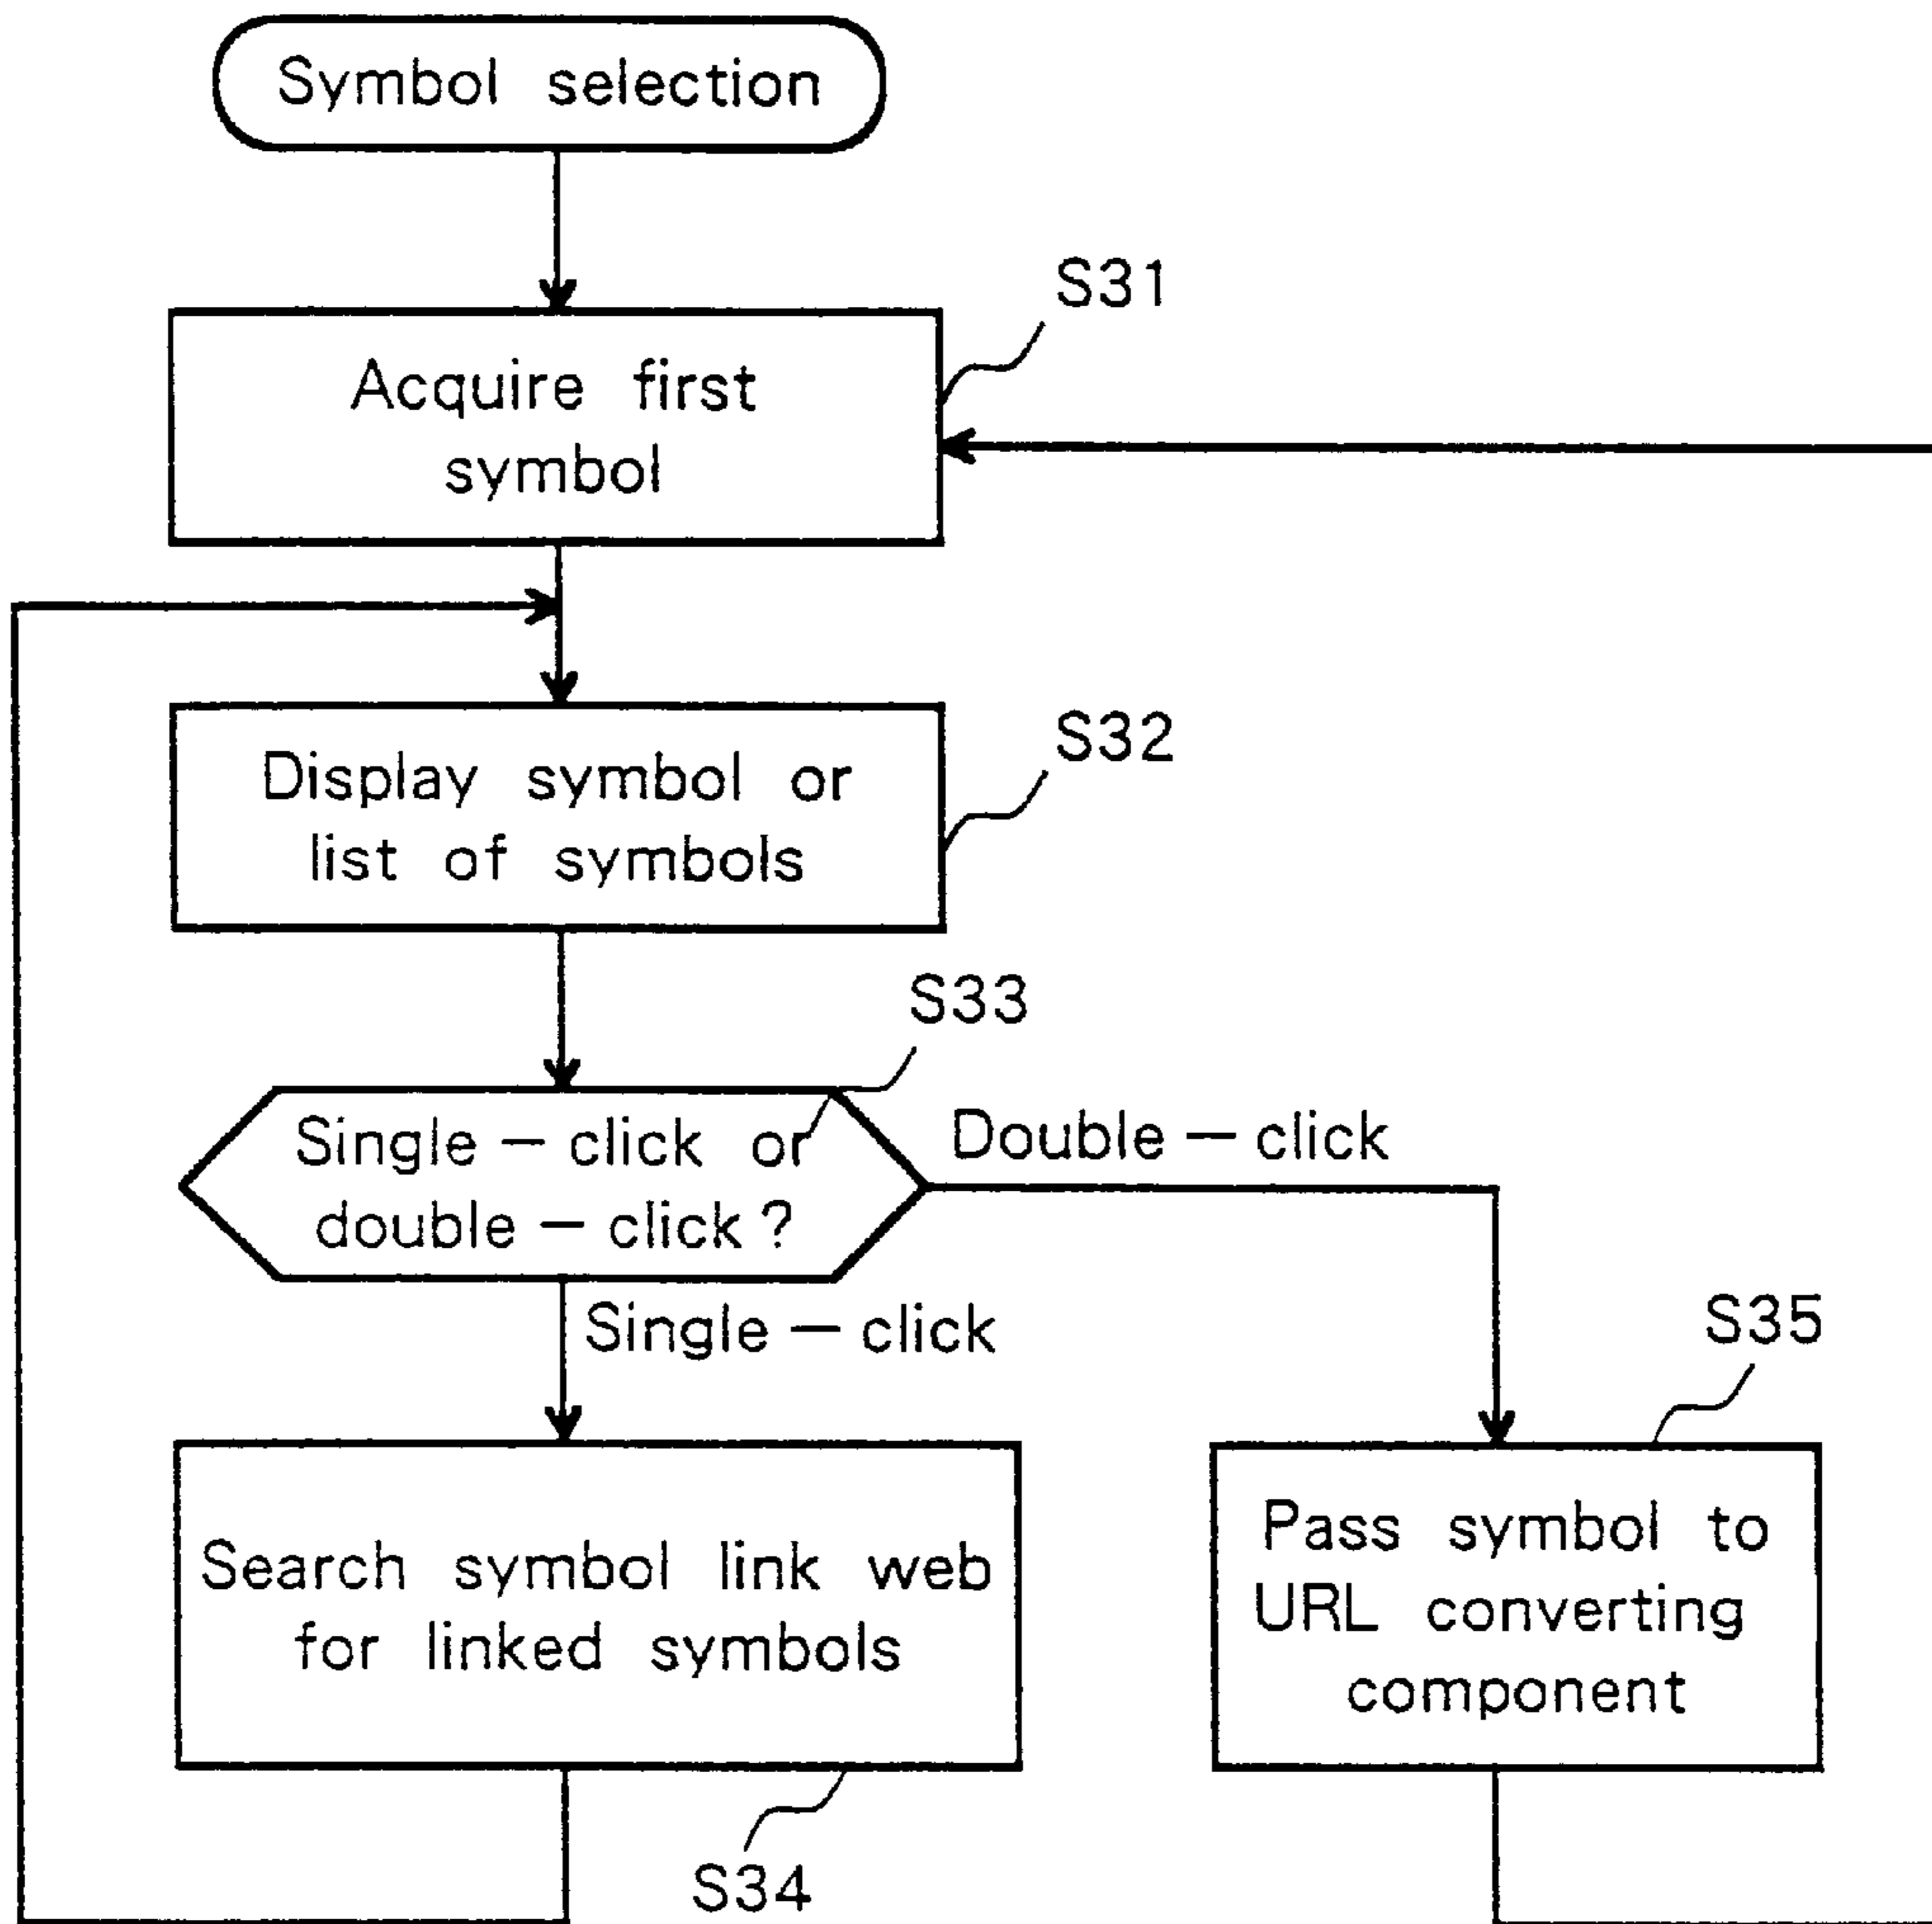 Symbol selection
S31
Acquire first
symbol
S32
Display symbol or
list of symbols
S33
Single-click or
double-click?
Double-click
Single-click
S35
Search symbol link web
for linked symbols
Pass symbol to
URL converting
component
S34